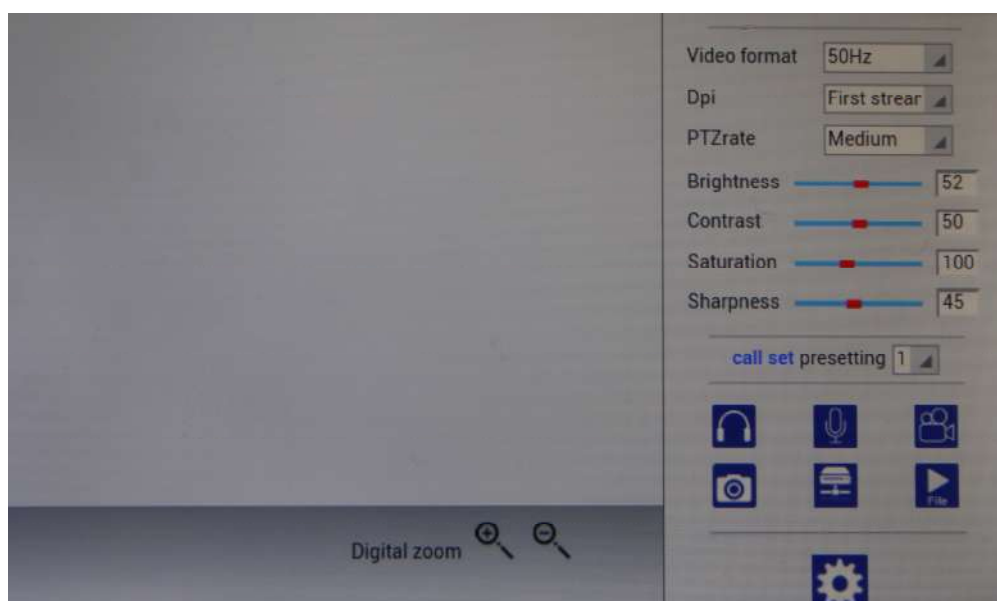 Video format 50Hz
Dpi First strear
PTZrate Medium
Brightness 52
Contrast 50
Saturation 100
Sharpness 45
call set presetting 1
File
Digital zoom